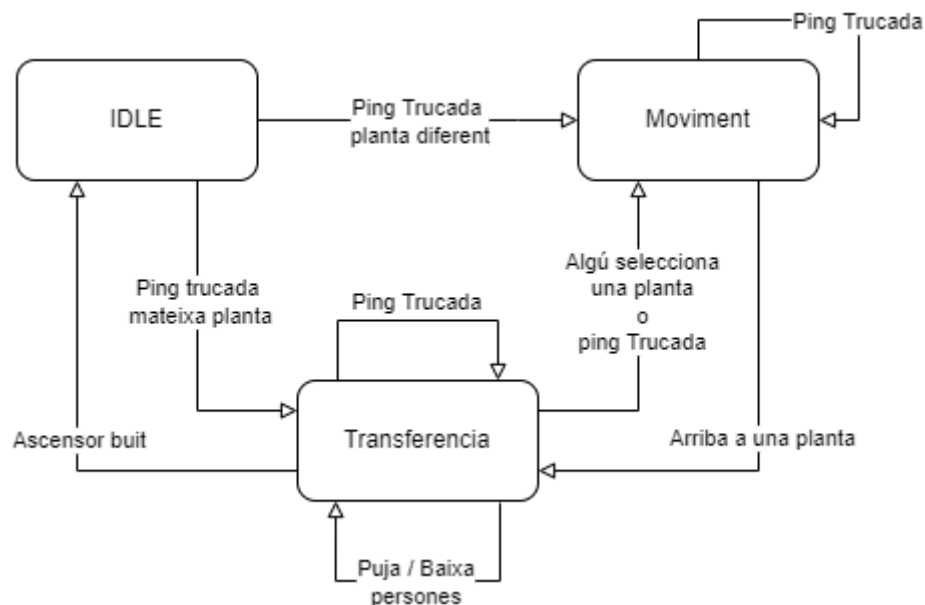 Ping Trucada
IDLE
Ping Trucada
planta diferent
Moviment
Ping trucada
mateixa planta
Algú selecciona
una planta
o
ping Trucada
Ping Trucada
Ascensor buit
Transferencia
Arriba a una planta
Puja / Baixa
persones